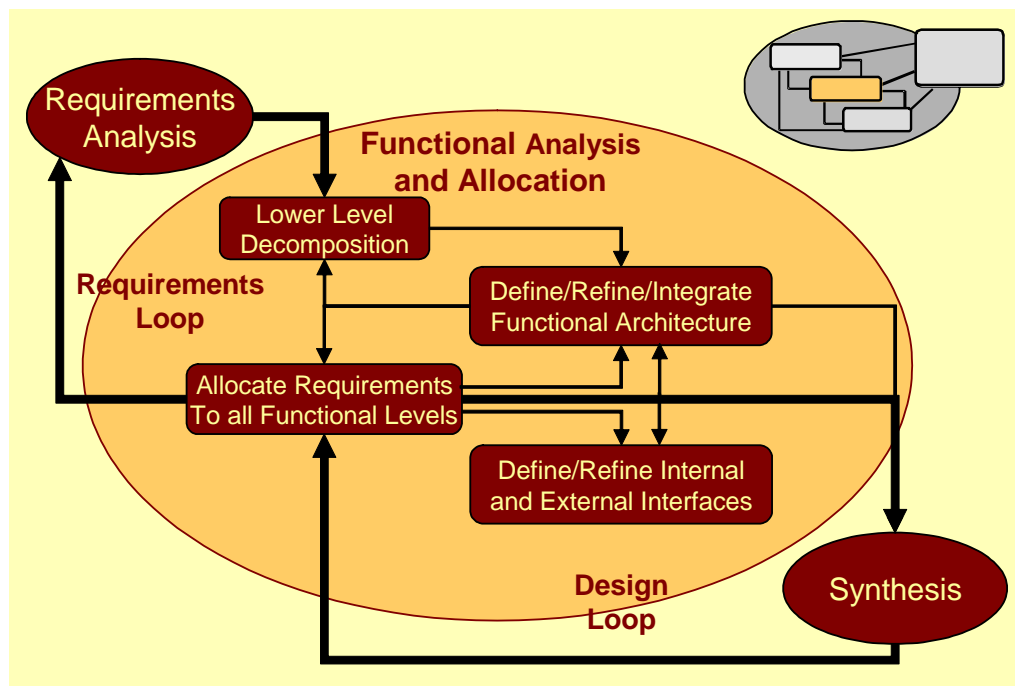 Requirements
Analysis
Functional Analysis
and Allocation
Lower Level
Decomposition
Requirements
Loop
Define/Refine/Integrate
Functional Architecture
Allocate Requirements
To all Functional Levels
Define/Refine Internal
and External Interfaces
Design
Loop
Synthesis